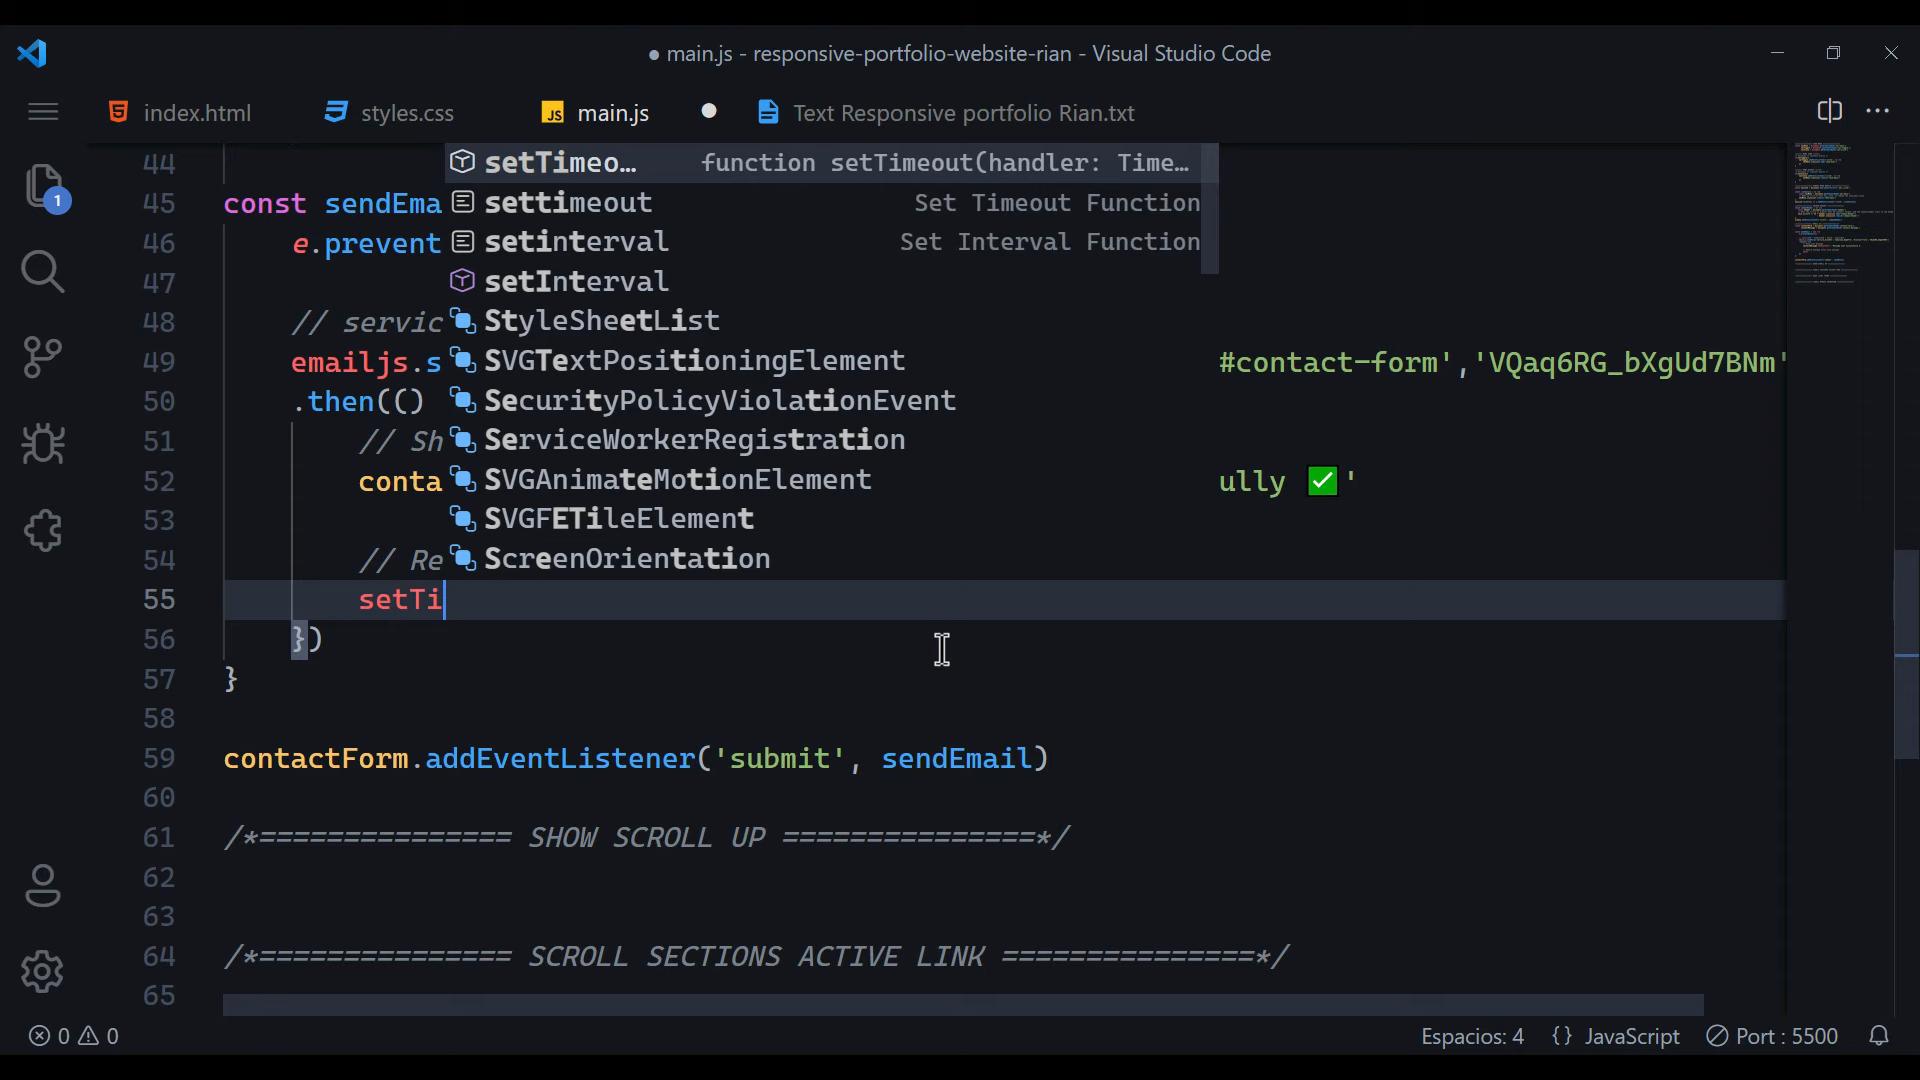 ● main.js - responsive-portfolio-website-rian - Visual Studio Code
index.html styles.css JS main.js Text Responsive portfolio Rian.txt
1
44
45 const sendEma
46 e.prevent
47
48 // servic
49 emailjs.s #contact-form','VQaq6RG_bXgUd7BNm'
50 .then(()
51 // Sh
52 conta ully ✅'
53
54 // Re
55 setTi
56 })
57 }
58
59 contactForm.addEventListener('submit', sendEmail)
60
61 /*=============== SHOW SCROLL UP ===============*/
62
63
64 /*=============== SCROLL SECTIONS ACTIVE LINK ===============*/
65
setTimeo… function setTimeout(handler: Time…
settimeout Set Timeout Function
setinterval Set Interval Function
setInterval
StyleSheetList
SVGTextPositioningElement
SecurityPolicyViolationEvent
ServiceWorkerRegistration
SVGAnimateMotionElement
SVGFETileElement
ScreenOrientation
0 0 Espacios: 4 {} JavaScript Port : 5500